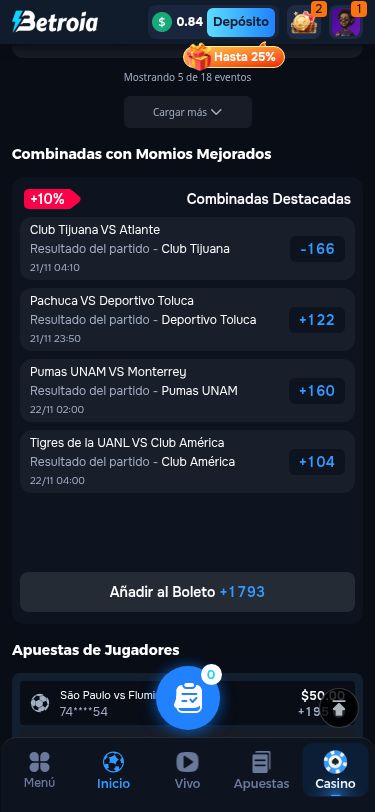 Betroia
$ 0.84 Depósito
2
1
Hasta 25%
Mostrando 5 de 18 eventos
Cargar más
Combinadas con Momios Mejorados
+10% Combinadas Destacadas
Club Tijuana VS Atlante
Resultado del partido - Club Tijuana -166
21/11 04:10
Pachuca VS Deportivo Toluca
Resultado del partido - Deportivo Toluca +122
21/11 23:50
Pumas UNAM VS Monterrey
Resultado del partido - Pumas UNAM +160
22/11 02:00
Tigres de la UANL VS Club América
Resultado del partido - Club América +104
22/11 04:00
Añadir al Boleto +1793
Apuestas de Jugadores
0
São Paulo vs Flumi $50.00
74****54 +195
Menú Inicio Vivo Apuestas Casino